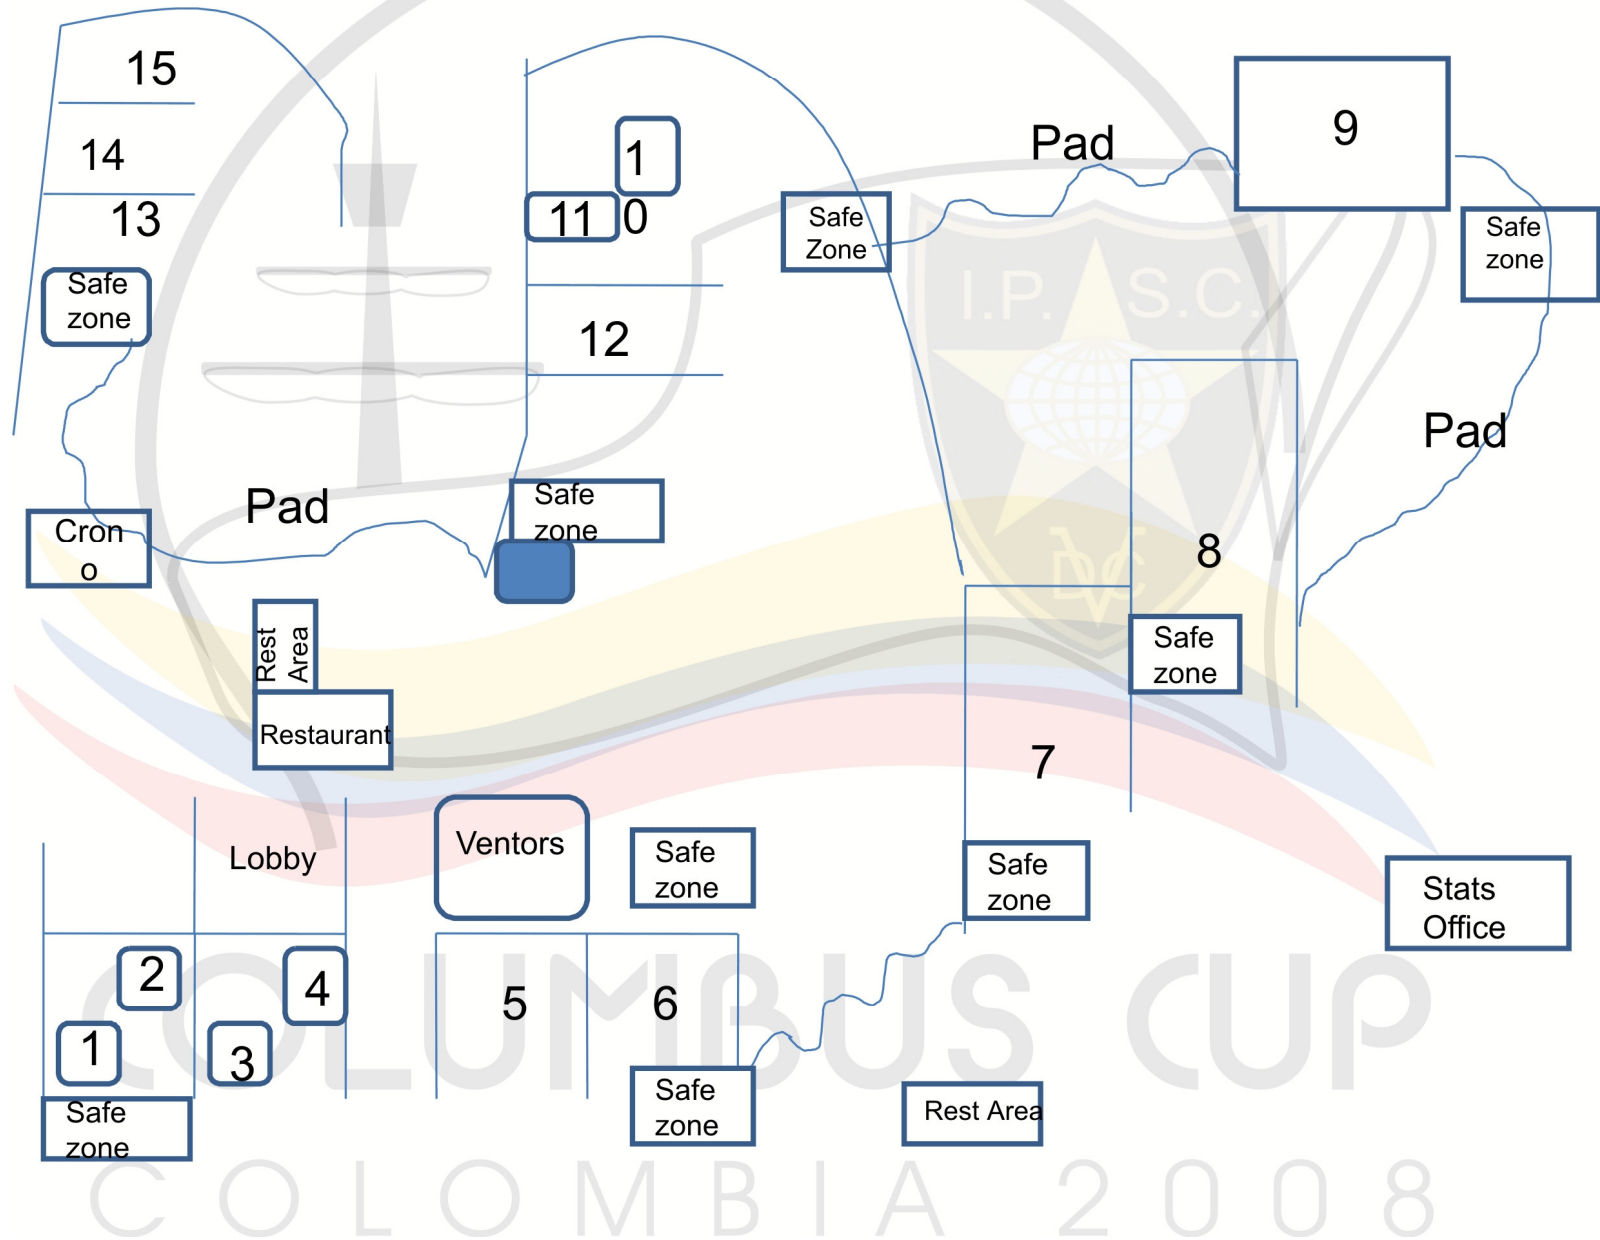 15
14
13
Safe
zone
1
0
11
12
Safe
Zone
Pad
9
Safe
zone
I.P. S.C.
DVC
Pad
8
Safe
zone
Pad
Safe
zone
Cron
o
Rest
Area
Restaurant
7
Safe
zone
Lobby
Ventors
Safe
zone
Stats
Office
2
4
1
3
5
6
Safe
zone
Safe
zone
Rest Area
COLUMBUS CUP
COLOMBIA 2008